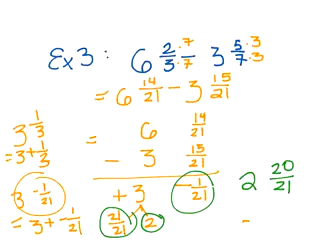 Ex 3 : 6 2/3 ·7/·7 − 3 5/7 ·3/·3
= 6 14/21 − 3 15/21
3 1/3
= 3 + 1/3
= 6 14/21
− 3 15/21
+ 3 − 1/21
3 -1/21
= 3 + -1/21
21/21 2
2 20/21